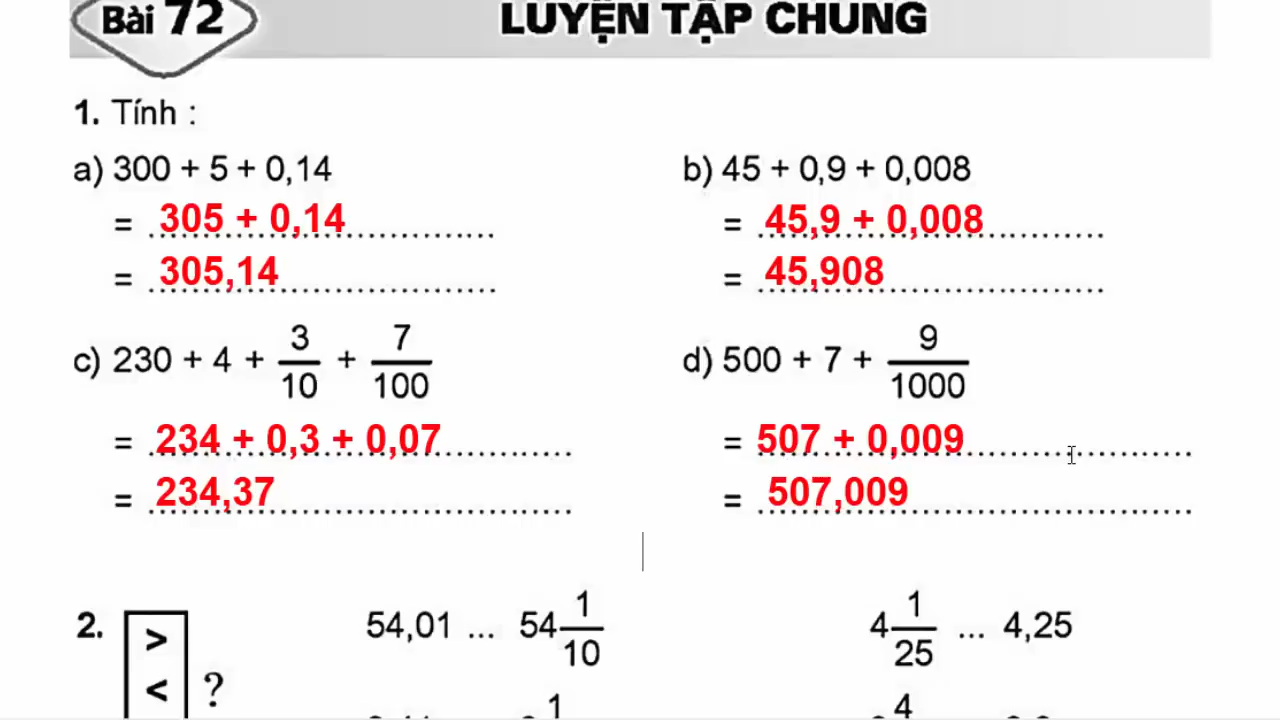 Bài 72 LUYỆN TẬP CHUNG
1. Tính :
a) 300 + 5 + 0,14 b) 45 + 0,9 + 0,008
= 305 + 0,14 = 45,9 + 0,008
= 305,14 = 45,908
c) 230 + 4 + 3/10 + 7/100 d) 500 + 7 + 9/1000
= 234 + 0,3 + 0,07 = 507 + 0,009
= 234,37 = 507,009
2. > 54,01 ... 54 1/10 4 1/25 ... 4,25
< ?
1 4